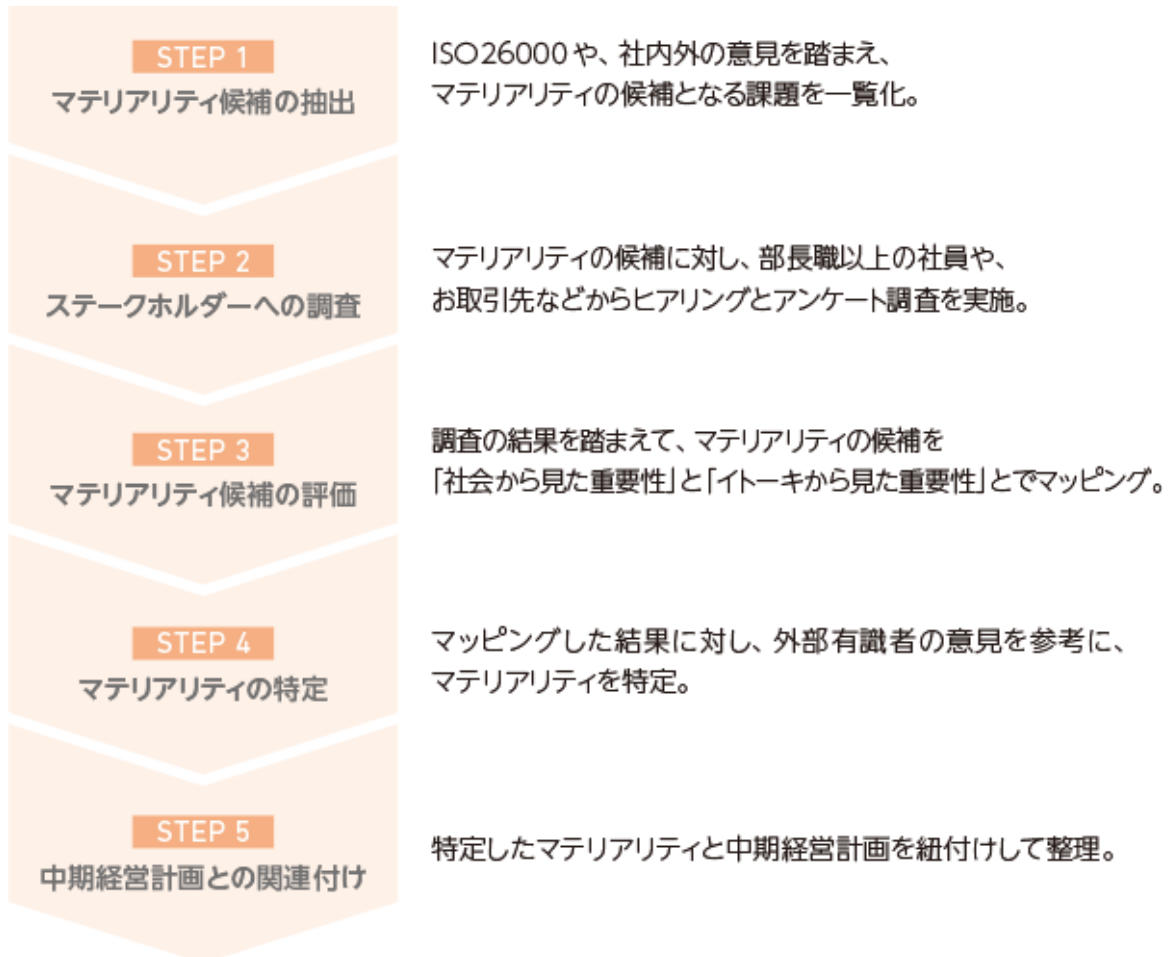 STEP 1
マテリアリティ候補の抽出
ISO26000や、社内外の意見を踏まえ、
マテリアリティの候補となる課題を一覧化。
STEP 2
ステークホルダーへの調査
マテリアリティの候補に対し、部長職以上の社員や、
お取引先などからヒアリングとアンケート調査を実施。
STEP 3
マテリアリティ候補の評価
調査の結果を踏まえて、マテリアリティの候補を
「社会から見た重要性」と「イトーキから見た重要性」とでマッピング。
STEP 4
マテリアリティの特定
マッピングした結果に対し、外部有識者の意見を参考に、
マテリアリティを特定。
STEP 5
中期経営計画との関連付け
特定したマテリアリティと中期経営計画を紐付けして整理。